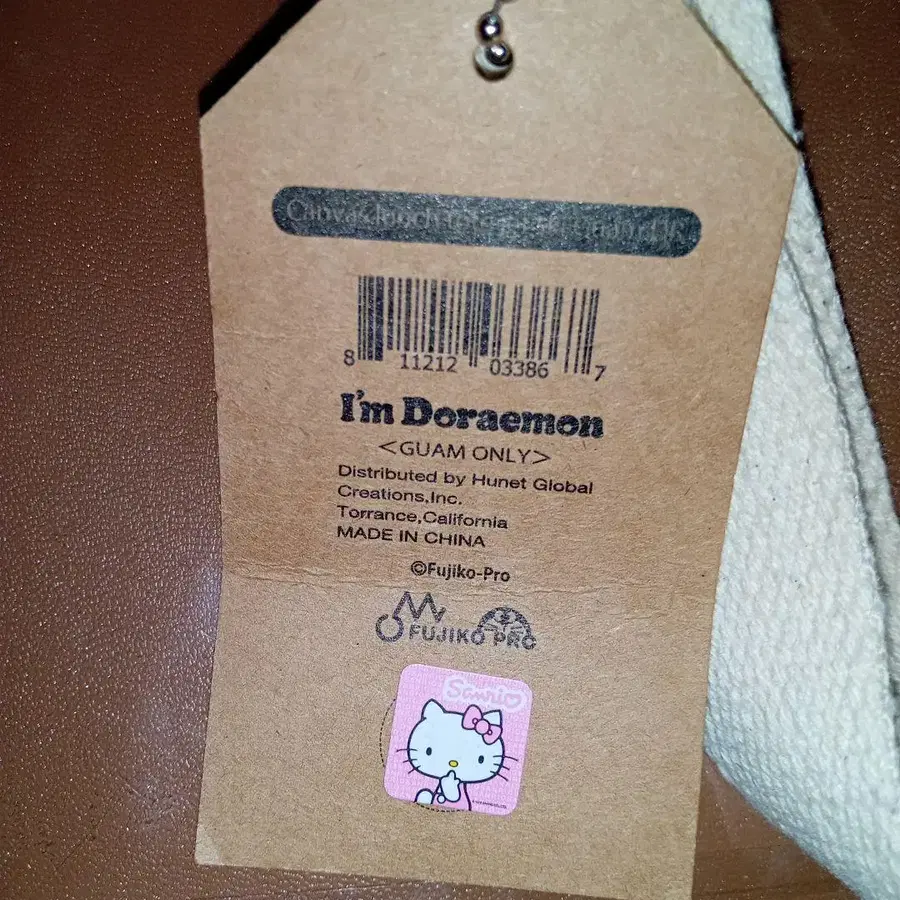 Canvas
8 11212 03386 7
I'm Doraemon
<GUAM ONLY>
Distributed by Hunet Global
Creations,Inc.
Torrance,California
MADE IN CHINA
©Fujiko-Pro
FUJIKO PRO
Sanrio